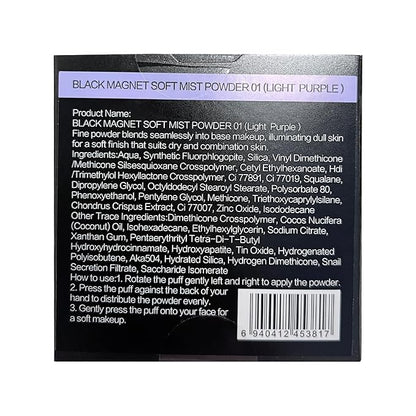 BLACK MAGNET SOFT MIST POWDER 01 (LIGHT PURPLE )
Product Name:
BLACK MAGNET SOFT MIST POWDER 01 (Light Purple )
Fine powder blends seamlessly into base makeup, illuminating dull skin
for a soft finish that suits dry and combination skin.
Ingredients:Aqua, Synthetic Fluorphlogopite, Silica, Vinyl Dimethicone
/Methicone Silsesquioxane Crosspolymer, Cetyl Ethylhexanoate, Hdi
/Trimethylol Hexyllactone Crosspolymer, Ci 77891, Ci 77019, Squalane,
Dipropylene Glycol, Octyldodecyl Stearoyl Stearate, Polysorbate 80,
Phenoxyethanol, Pentylene Glycol, Methicone, Triethoxycaprylylsilane,
Chondrus Crispus Extract, Ci 77007, Zinc Oxide, Isododecane
Other Trace Ingredients:Dimethicone Crosspolymer, Cocos Nucifera
(Coconut) Oil, Isohexadecane, Ethylhexylglycerin, Sodium Citrate,
Xanthan Gum, Pentaerythrityl Tetra-Di-T-Butyl
Hydroxyhydrocinnamate, Hydroxyapatite, Tin Oxide, Hydrogenated
Polyisobutene, Aka504, Hydrated Silica, Hydrogen Dimethicone, Snail
Secretion Filtrate, Saccharide Isomerate
How to use:1. Rotate the puff gently left and right to apply the powder.
2. Press the puff against the back of your
hand to distribute the powder evenly.
3. Gently press the puff onto your face for
a soft makeup.
6 940412 453817